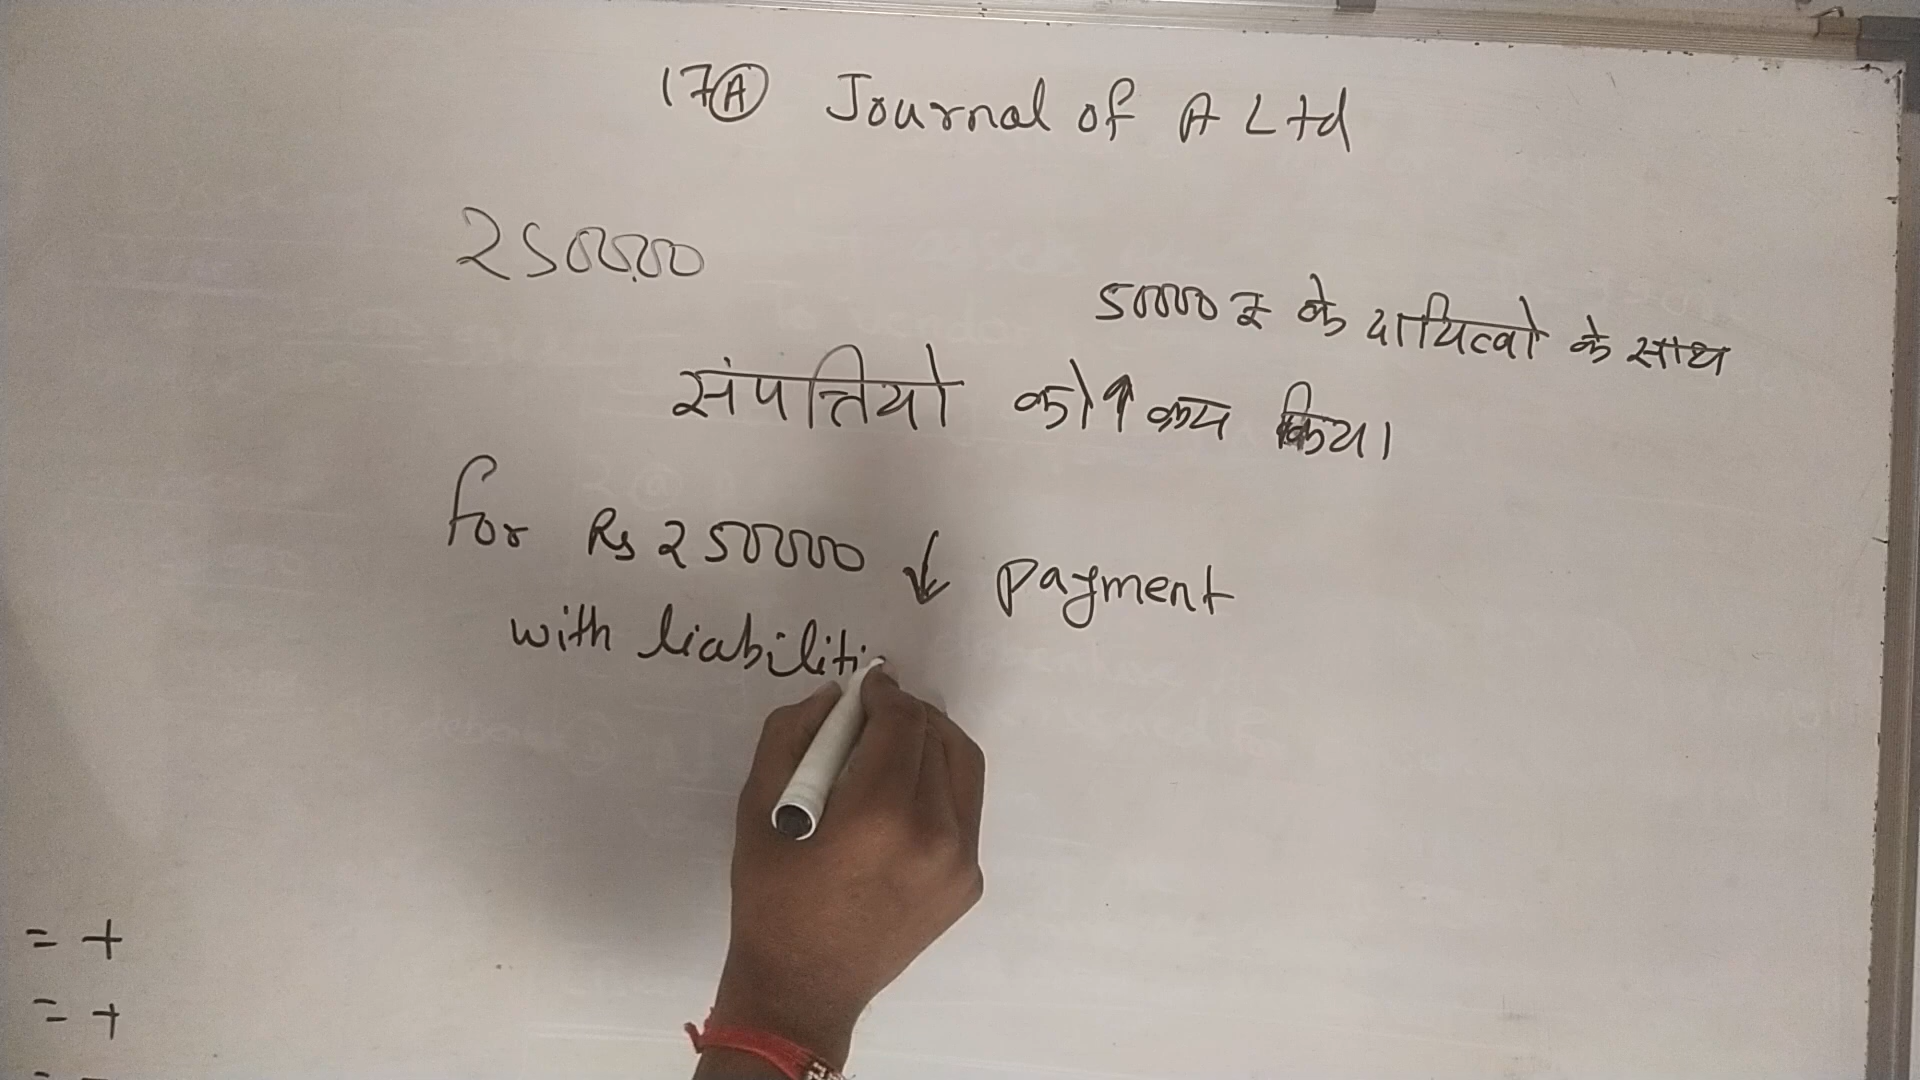 17(A) Journal of A Ltd
250000
50000 ₹ के दायित्वो के साथ
संपत्तियो को ↑ क्रय किया
for Rs 250000 ↓ payment
with liabiliti
= +
= +